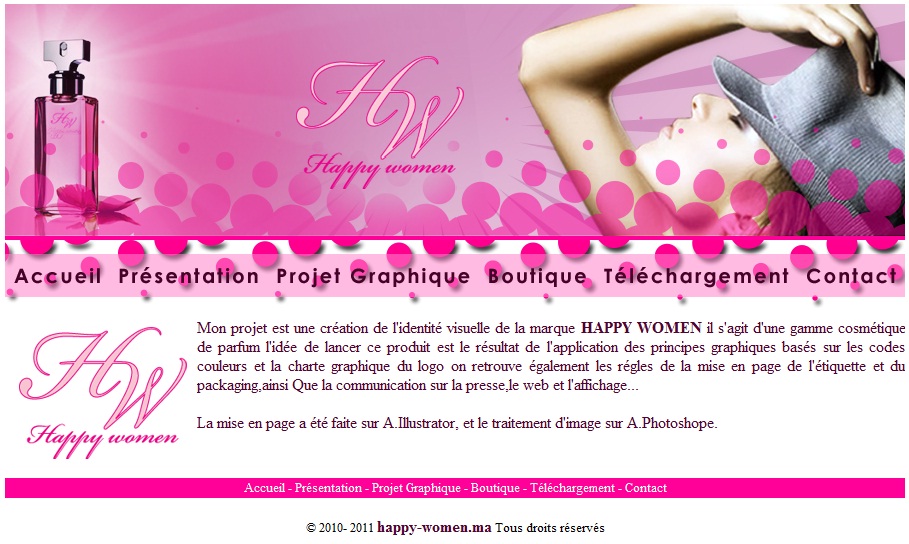 HW
HW
Happy women
Accueil Présentation Projet Graphique Boutique Téléchargement Contact
HW
Happy women
Mon projet est une création de l'identité visuelle de la marque HAPPY WOMEN il s'agit d'une gamme cosmétique
de parfum l'idée de lancer ce produit est le résultat de l'application des principes graphiques basés sur les codes
couleurs et la charte graphique du logo on retrouve également les régles de la mise en page de l'étiquette et du
packaging,ainsi Que la communication sur la presse,le web et l'affichage...
La mise en page a été faite sur A.Illustrator, et le traitement d'image sur A.Photoshope.
Accueil - Présentation - Projet Graphique - Boutique - Téléchargement - Contact
© 2010- 2011 happy-women.ma Tous droits réservés